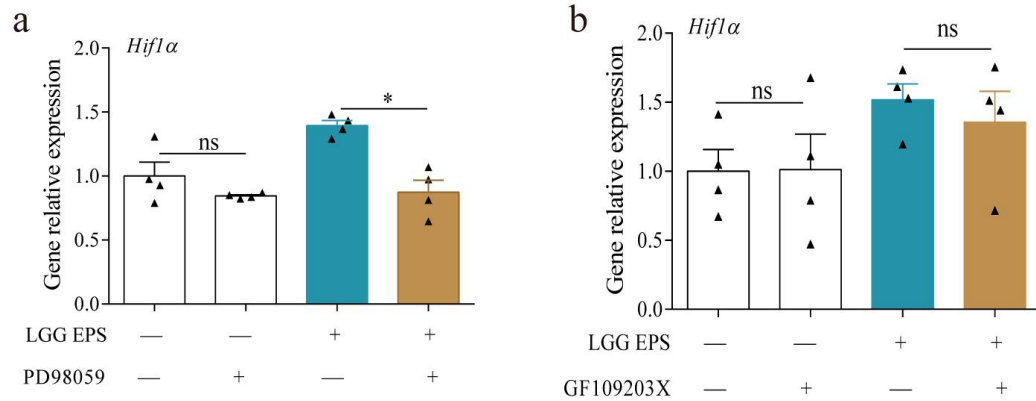 a
Hif1α
Gene relative expression
2.0
1.5
1.0
0.5
0.0
ns
*
LGG EPS — — + +
PD98059 — + — +
b
Hif1α
Gene relative expression
2.0
1.5
1.0
0.5
0.0
ns
ns
LGG EPS — — + +
GF109203X — + — +